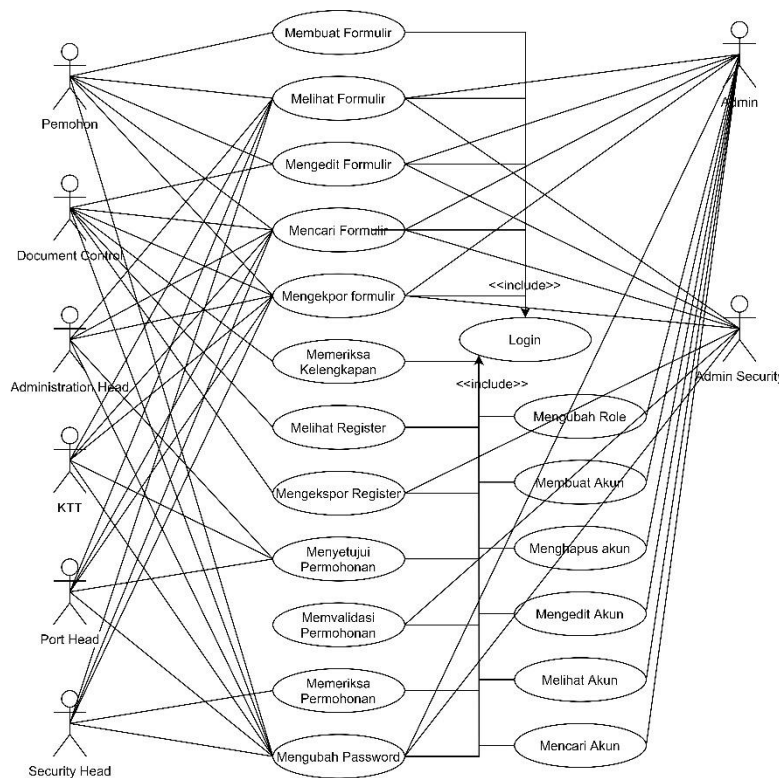 Membuat Formulir
Pemohon
Melihat Formulir
Admin
Mengedit Formulir
Document Control
Mencari Formulir
<<include>>
Mengekpor formulir
Login
Administration Head
Memeriksa
Kelengkapan
<<include>>
Admin Security
Melihat Register
Mengubah Role
KTT
Mengekspor Register
Membuat Akun
Menyetujui
Permohonan
Menghapus akun
Port Head
Memvalidasi
Permohonan
Mengedit Akun
Memeriksa
Permohonan
Melihat Akun
Security Head
Mengubah Password
Mencari Akun